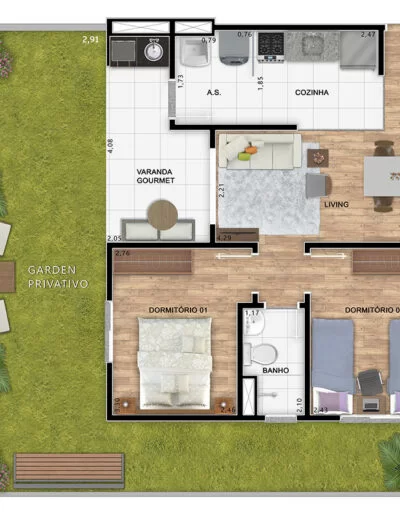 2,91
0,79
0,76
2,47
1,73
1,85
A.S.
COZINHA
4,08
VARANDA
GOURMET
2,21
LIVING
2,05
4,29
GARDEN
PRIVATIVO
2,76
DORMITÓRIO 01
1,17
DORMITÓRIO 0
BANHO
3,10
2,46
2,10
2,43